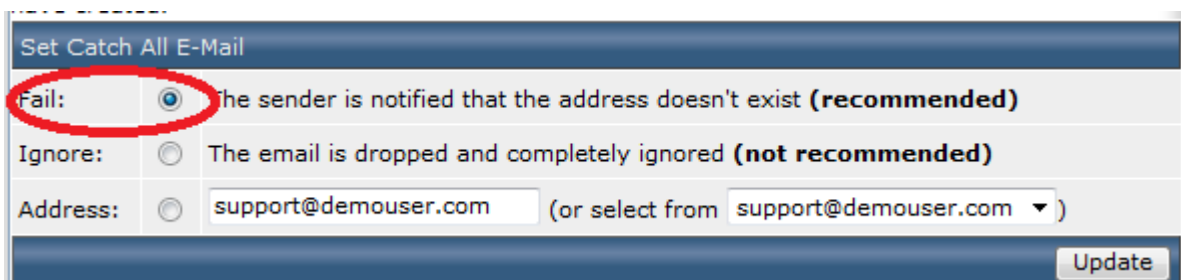 Set Catch All E-Mail
Fail: The sender is notified that the address doesn't exist (recommended)
Ignore: The email is dropped and completely ignored (not recommended)
Address: support@demouser.com (or select from support@demouser.com )
Update